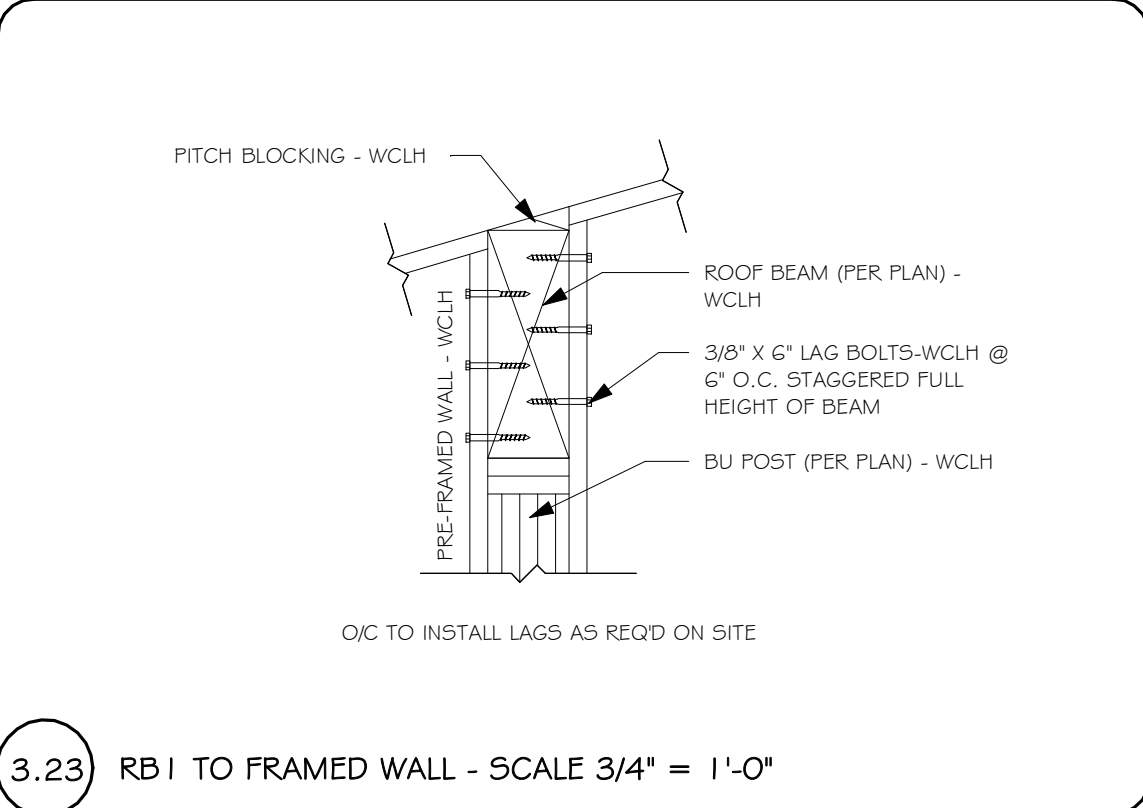 PITCH BLOCKING - WCLH
ROOF BEAM (PER PLAN) -
WCLH
PRE-FRAMED WALL - WCLH
3/8" X 6" LAG BOLTS-WCLH @
6" O.C. STAGGERED FULL
HEIGHT OF BEAM
BU POST (PER PLAN) - WCLH
O/C TO INSTALL LAGS AS REQ'D ON SITE
3.23 RB1 TO FRAMED WALL - SCALE 3/4" = 1'-0"